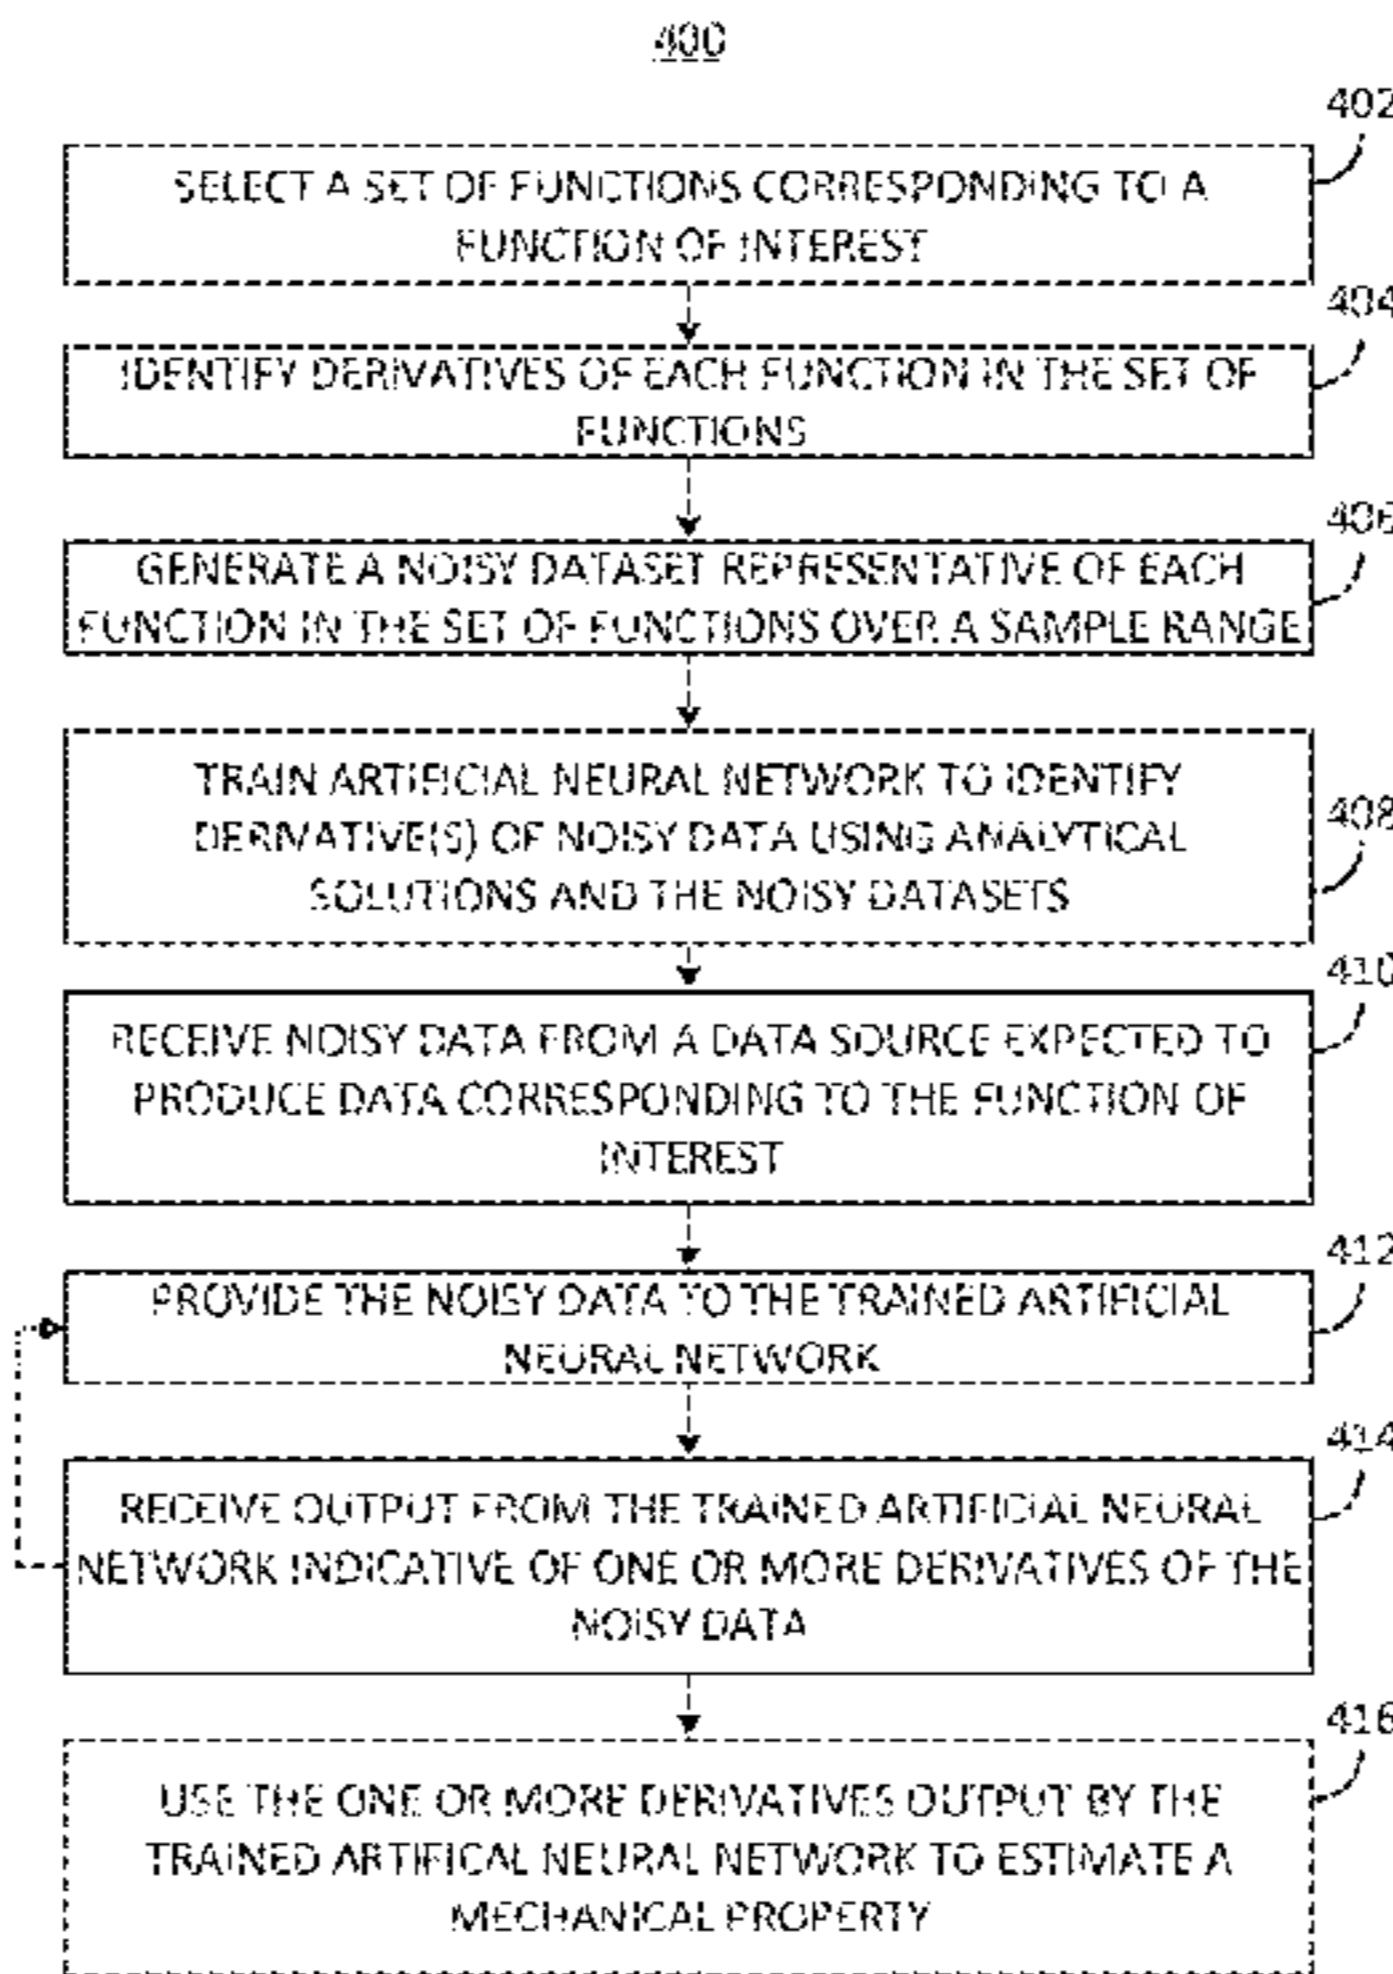 400
402
SELECT A SET OF FUNCTIONS CORRESPONDING TO A
FUNCTION OF INTEREST
404
IDENTIFY DERIVATIVES OF EACH FUNCTION IN THE SET OF
FUNCTIONS
406
GENERATE A NOISY DATASET REPRESENTATIVE OF EACH
FUNCTION IN THE SET OF FUNCTIONS OVER A SAMPLE RANGE
TRAIN ARTIFICIAL NEURAL NETWORK TO IDENTIFY
408
DERIVATIVE(S) OF NOISY DATA USING ANALYTICAL
SOLUTIONS AND THE NOISY DATASETS
410
RECEIVE NOISY DATA FROM A DATA SOURCE EXPECTED TO
PRODUCE DATA CORRESPONDING TO THE FUNCTION OF
INTEREST
412
PROVIDE THE NOISY DATA TO THE TRAINED ARTIFICIAL
NEURAL NETWORK
414
RECEIVE OUTPUT FROM THE TRAINED ARTIFICIAL NEURAL
NETWORK INDICATIVE OF ONE OR MORE DERIVATIVES OF THE
NOISY DATA
416
USE THE ONE OR MORE DERIVATIVES OUTPUT BY THE
TRAINED ARTIFICAL NEURAL NETWORK TO ESTIMATE A
MECHANICAL PROPERTY